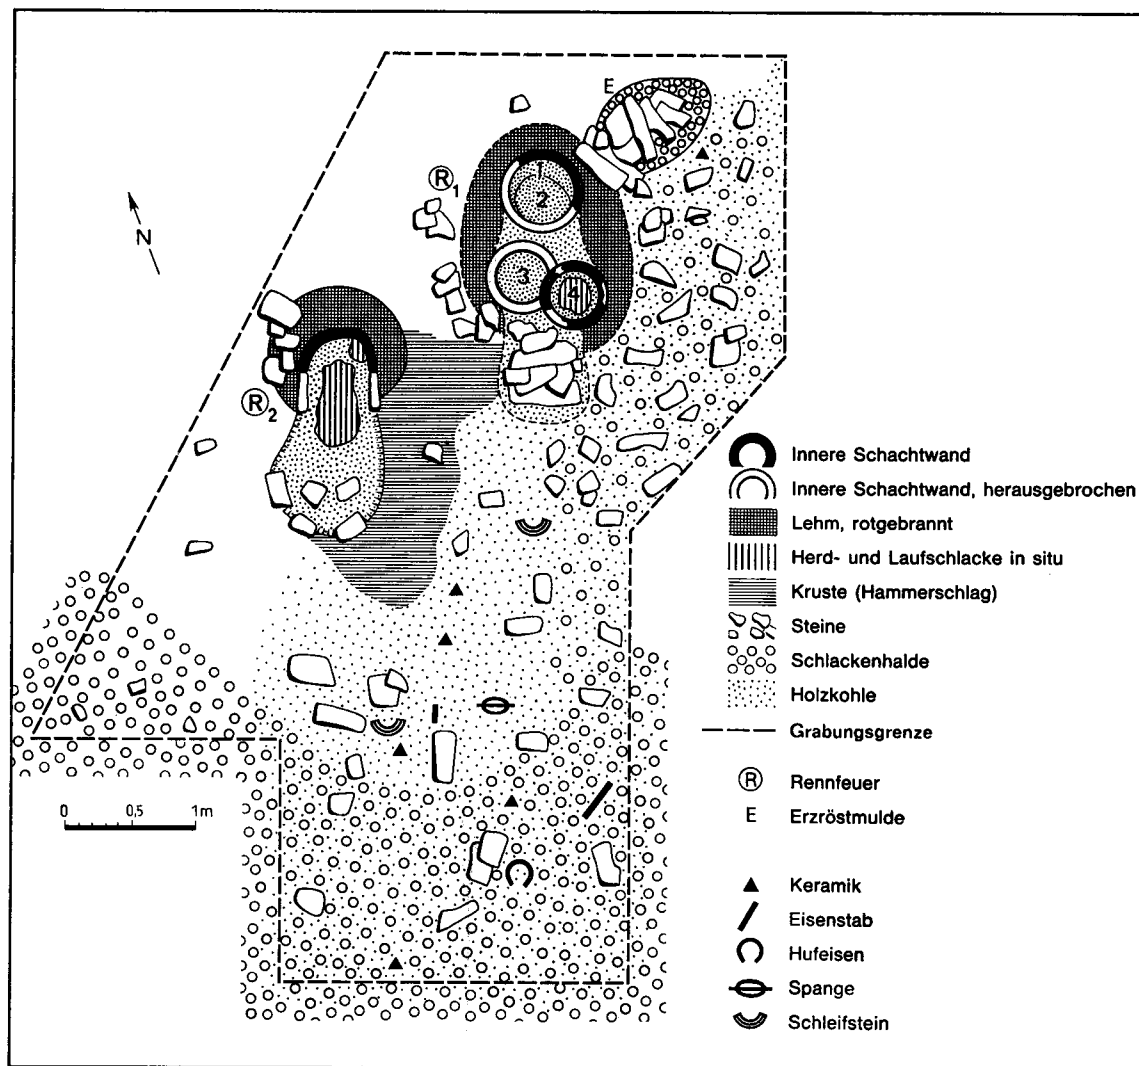 E
R1
1
2
3
4
N
R2
Innere Schachtwand
Innere Schachtwand, herausgebrochen
Lehm, rotgebrannt
Herd- und Laufschlacke in situ
Kruste (Hammerschlag)
Steine
Schlackenhalde
Holzkohle
Grabungsgrenze
R Rennfeuer
E Erzröstmulde
0 0,5 1m
Keramik
Eisenstab
Hufeisen
Spange
Schleifstein